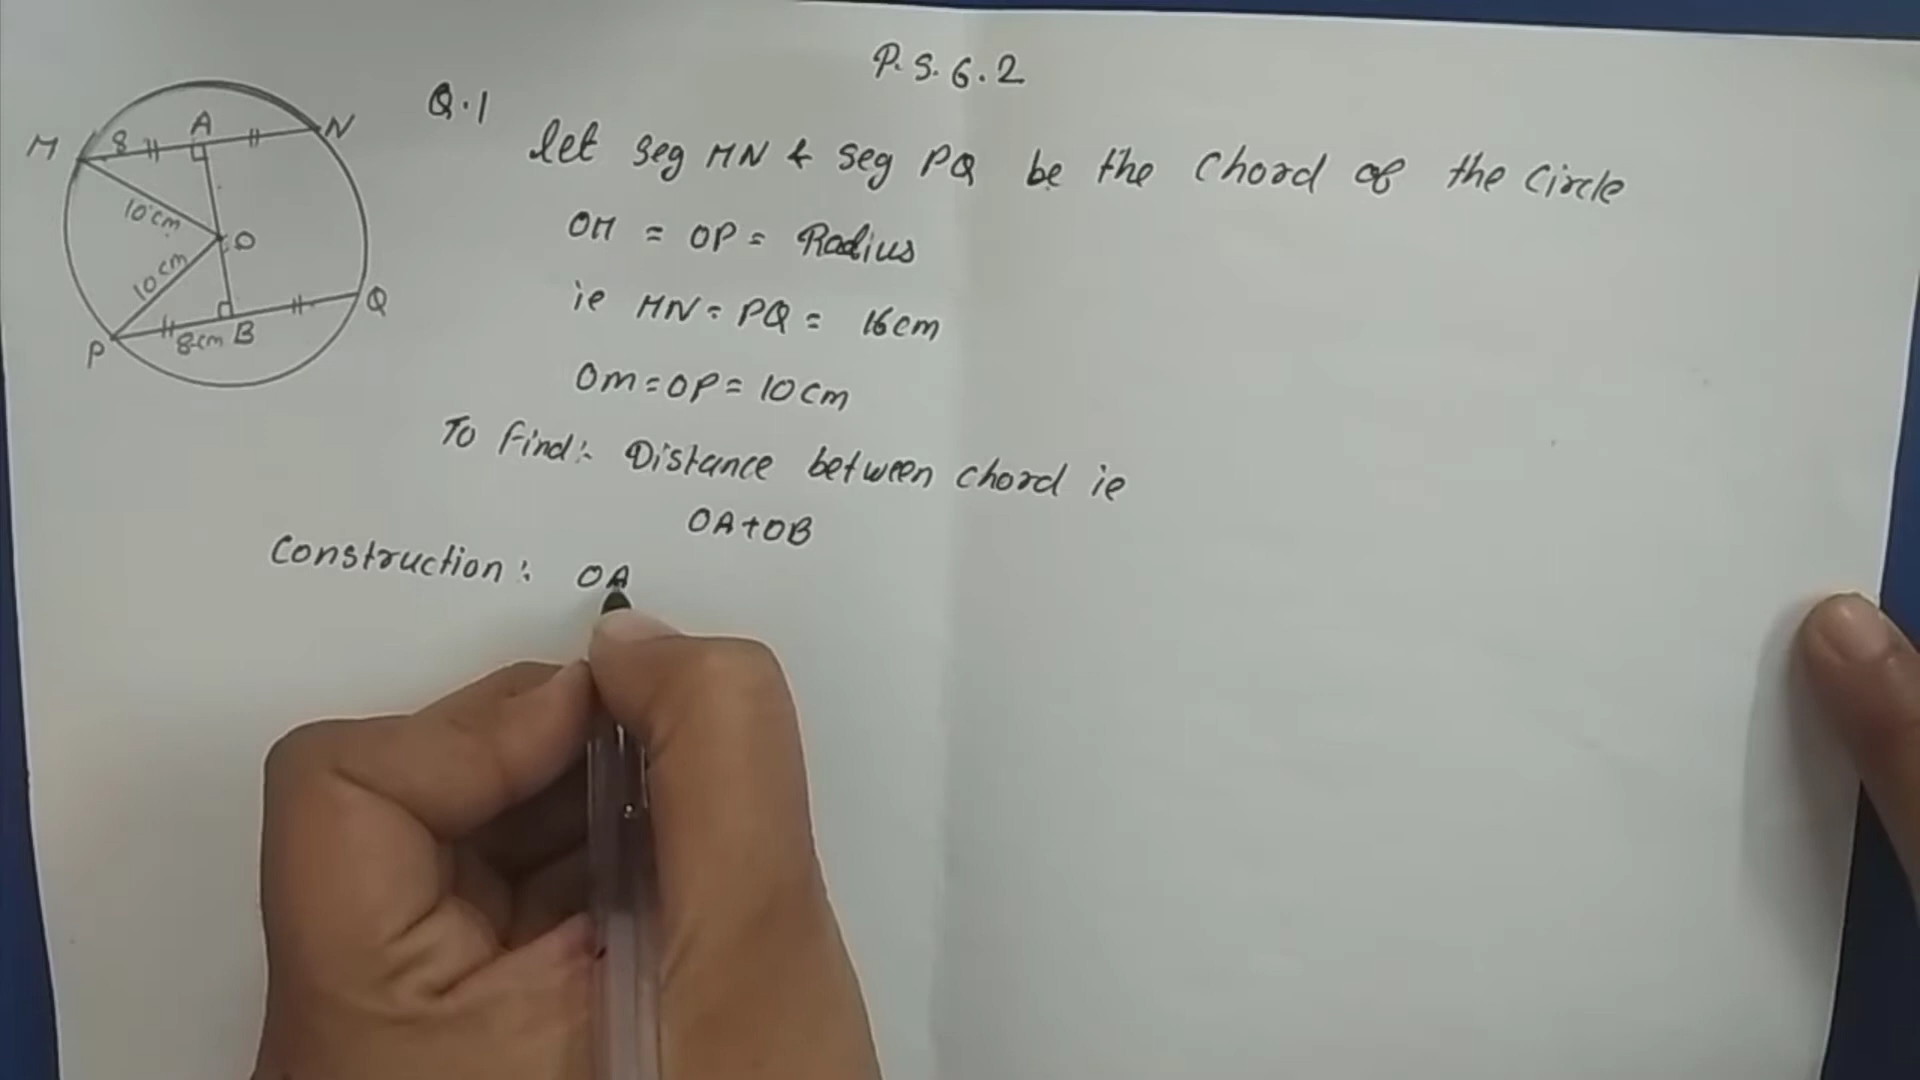 P.S. 6.2
Q.1
let seg MN & seg PQ be the Chord of the Circle
OM = OP = Radius
ie MN = PQ = 16cm
OM = OP = 10cm
To find:- Distance between chord ie
OA+OB
Construction: OA
M
8
A
N
10cm
O
10cm
P
8cm
B
Q